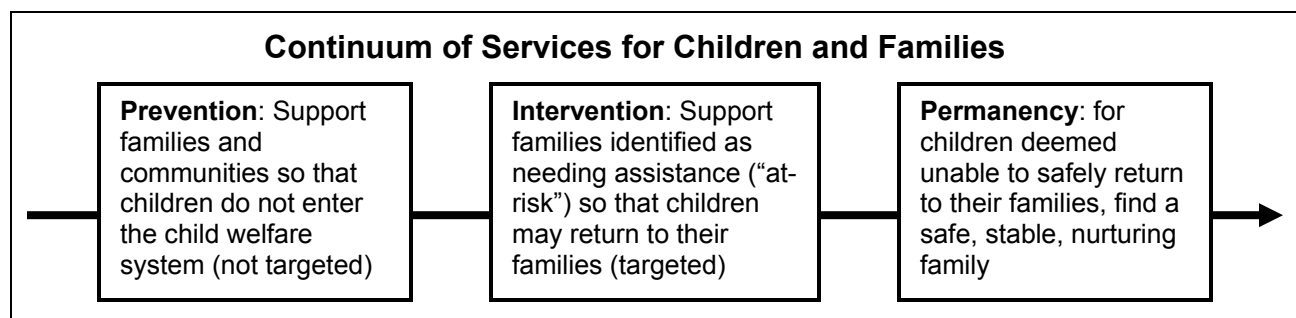 Continuum of Services for Children and Families
Prevention: Support
families and
communities so that
children do not enter
the child welfare
system (not targeted)
Intervention: Support
families identified as
needing assistance (“at-
risk”) so that children
may return to their
families (targeted)
Permanency: for
children deemed
unable to safely return
to their families, find a
safe, stable, nurturing
family